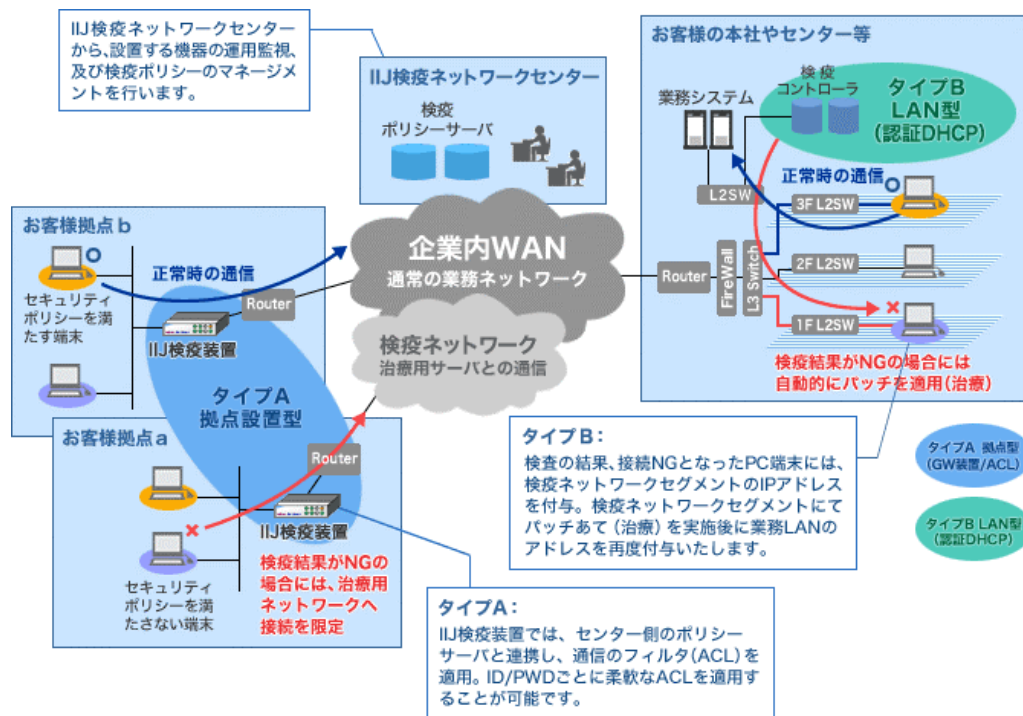 IIJ検疫ネットワークセンター
から、設置する機器の運用監視、
及び検疫ポリシーのマネージメ
ントを行います。
IIJ検疫ネットワークセンター
検疫
ポリシーサーバ
お客様の本社やセンター等
業務システム
検疫
コントローラ
タイプB
LAN型
(認証DHCP)
L2SW
正常時の通信
3F L2SW
2F L2SW
1F L2SW
Router
FireWall
L3 Switch
検疫結果がNGの場合には
自動的にパッチを適用(治療)
お客様拠点b
正常時の通信
セキュリティ
ポリシーを満
たす端末
Router
IIJ検疫装置
企業内WAN
通常の業務ネットワーク
検疫ネットワーク
治療用サーバとの通信
タイプA
拠点設置型
お客様拠点a
Router
IIJ検疫装置
セキュリティ
ポリシーを満
たさない端末
検疫結果がNGの
場合には、治療用
ネットワークへ
接続を限定
タイプB:
検査の結果、接続NGとなったPC端末には、
検疫ネットワークセグメントのIPアドレス
を付与。検疫ネットワークセグメントにて
パッチあて(治療)を実施後に業務LANの
アドレスを再度付与いたします。
タイプA:
IIJ検疫装置では、センター側のポリシー
サーバと連携し、通信のフィルタ(ACL)を
適用。ID/PWDごとに柔軟なACLを適用す
ることが可能です。
タイプA 拠点型
(GW装置/ACL)
タイプB LAN型
(認証DHCP)